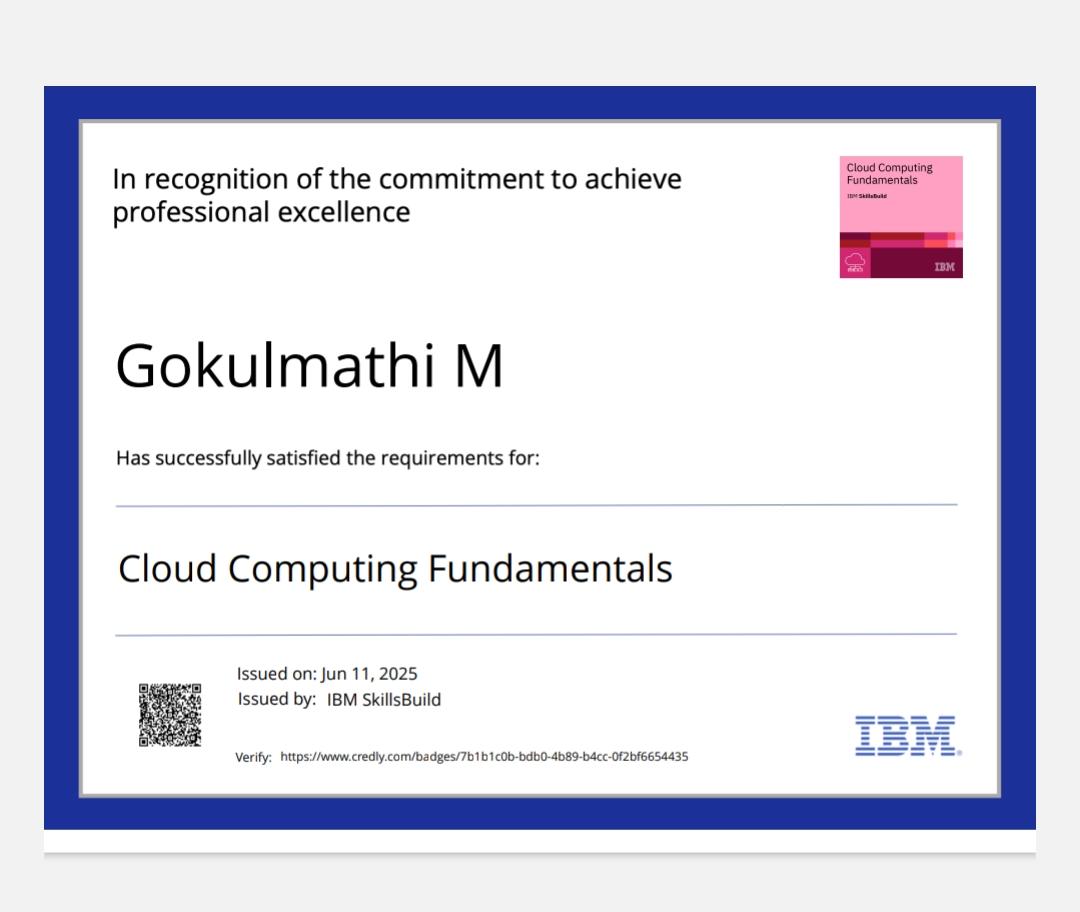 In recognition of the commitment to achieve
professional excellence
Cloud Computing
Fundamentals
IBM SkillsBuild
IBM
Gokulmathi M
Has successfully satisfied the requirements for:
Cloud Computing Fundamentals
Issued on: Jun 11, 2025
Issued by: IBM SkillsBuild
Verify: https://www.credly.com/badges/7b1b1c0b-bdb0-4b89-b4cc-0f2bf6654435
IBM®